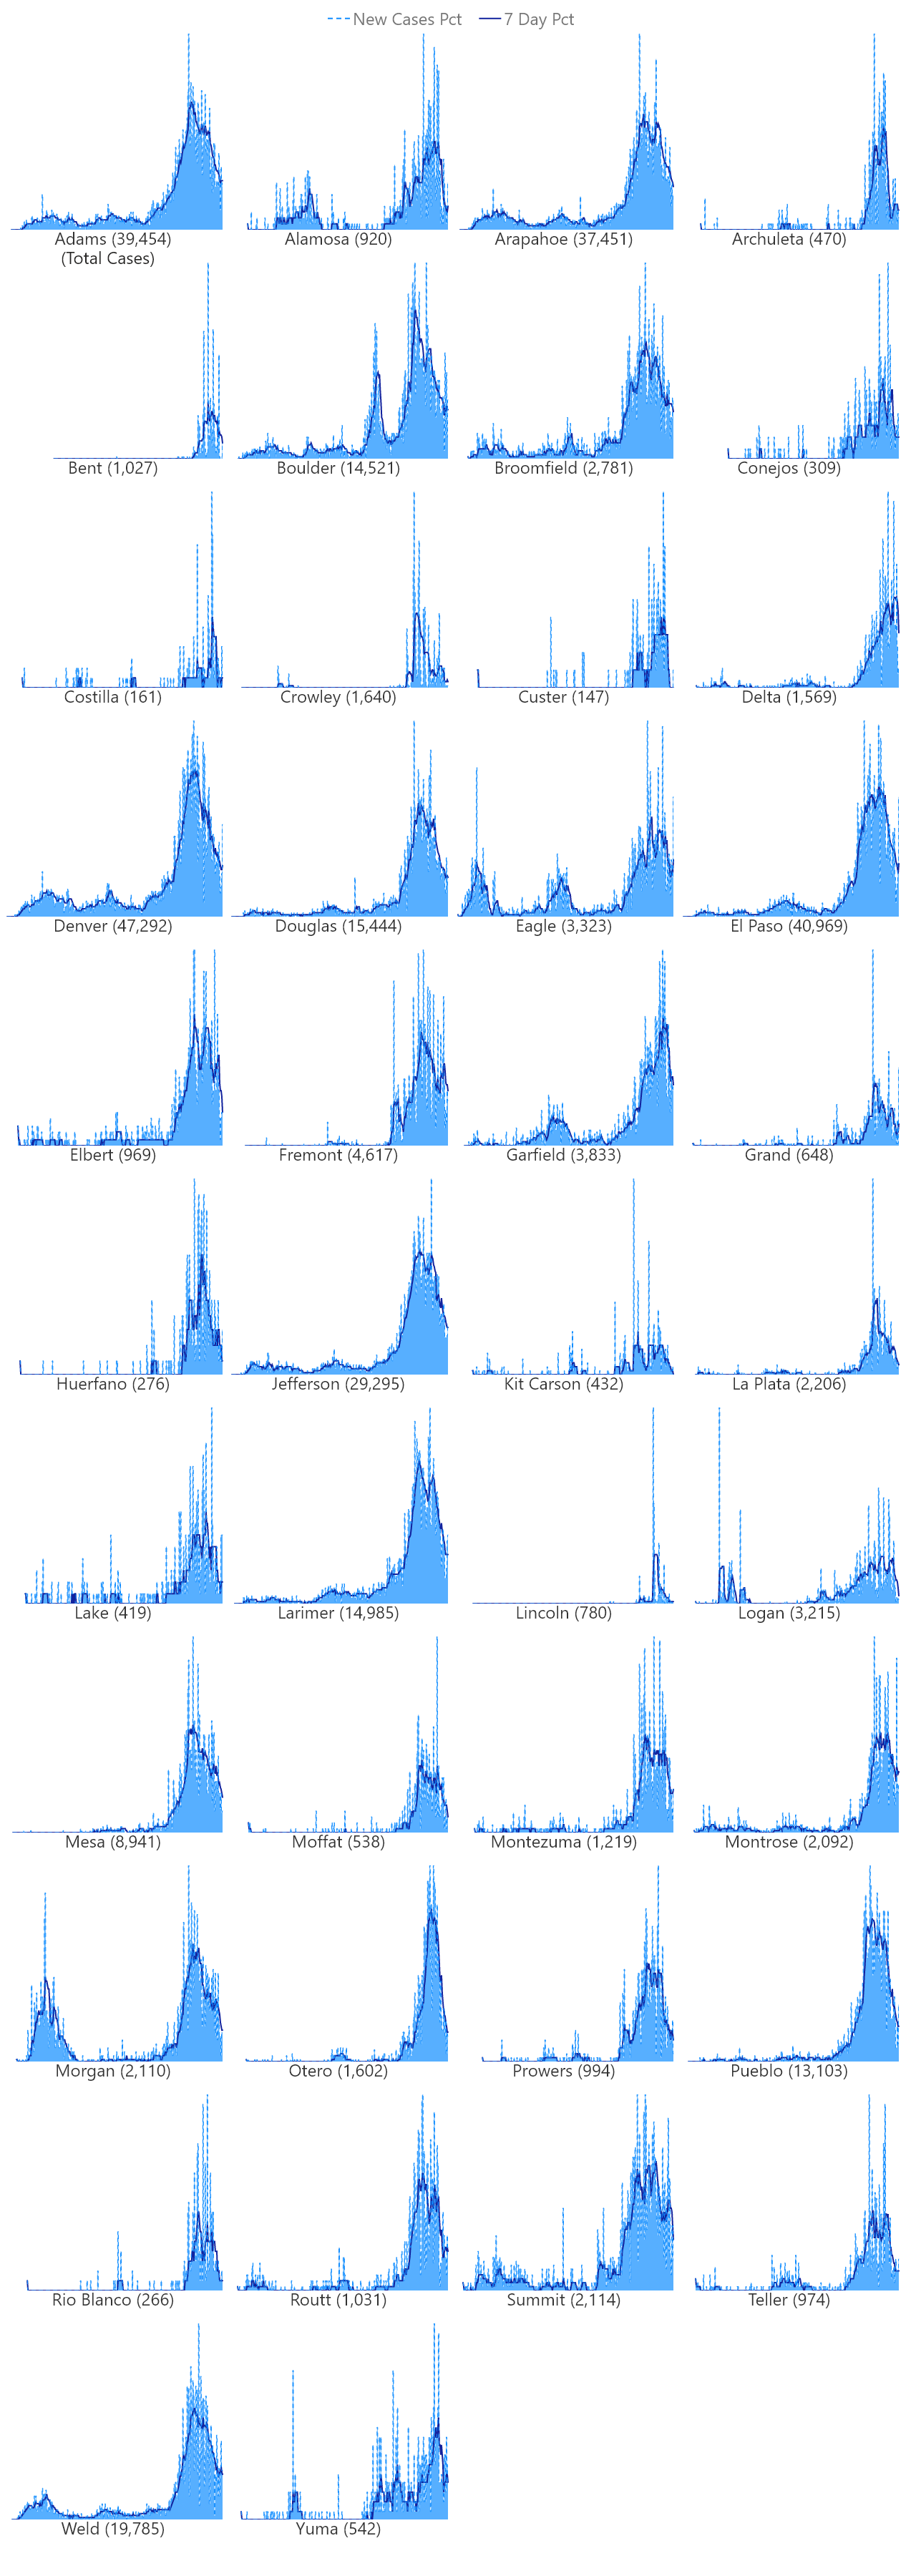 New Cases Pct 7 Day Pct
Adams (39,454) Alamosa (920) Arapahoe (37,451) Archuleta (470)
(Total Cases)
Bent (1,027) Boulder (14,521) Broomfield (2,781) Conejos (309)
Costilla (161) Crowley (1,640) Custer (147) Delta (1,569)
Denver (47,292) Douglas (15,444) Eagle (3,323) El Paso (40,969)
Elbert (969) Fremont (4,617) Garfield (3,833) Grand (648)
Huerfano (276) Jefferson (29,295) Kit Carson (432) La Plata (2,206)
Lake (419) Larimer (14,985) Lincoln (780) Logan (3,215)
Mesa (8,941) Moffat (538) Montezuma (1,219) Montrose (2,092)
Morgan (2,110) Otero (1,602) Prowers (994) Pueblo (13,103)
Rio Blanco (266) Routt (1,031) Summit (2,114) Teller (974)
Weld (19,785) Yuma (542)